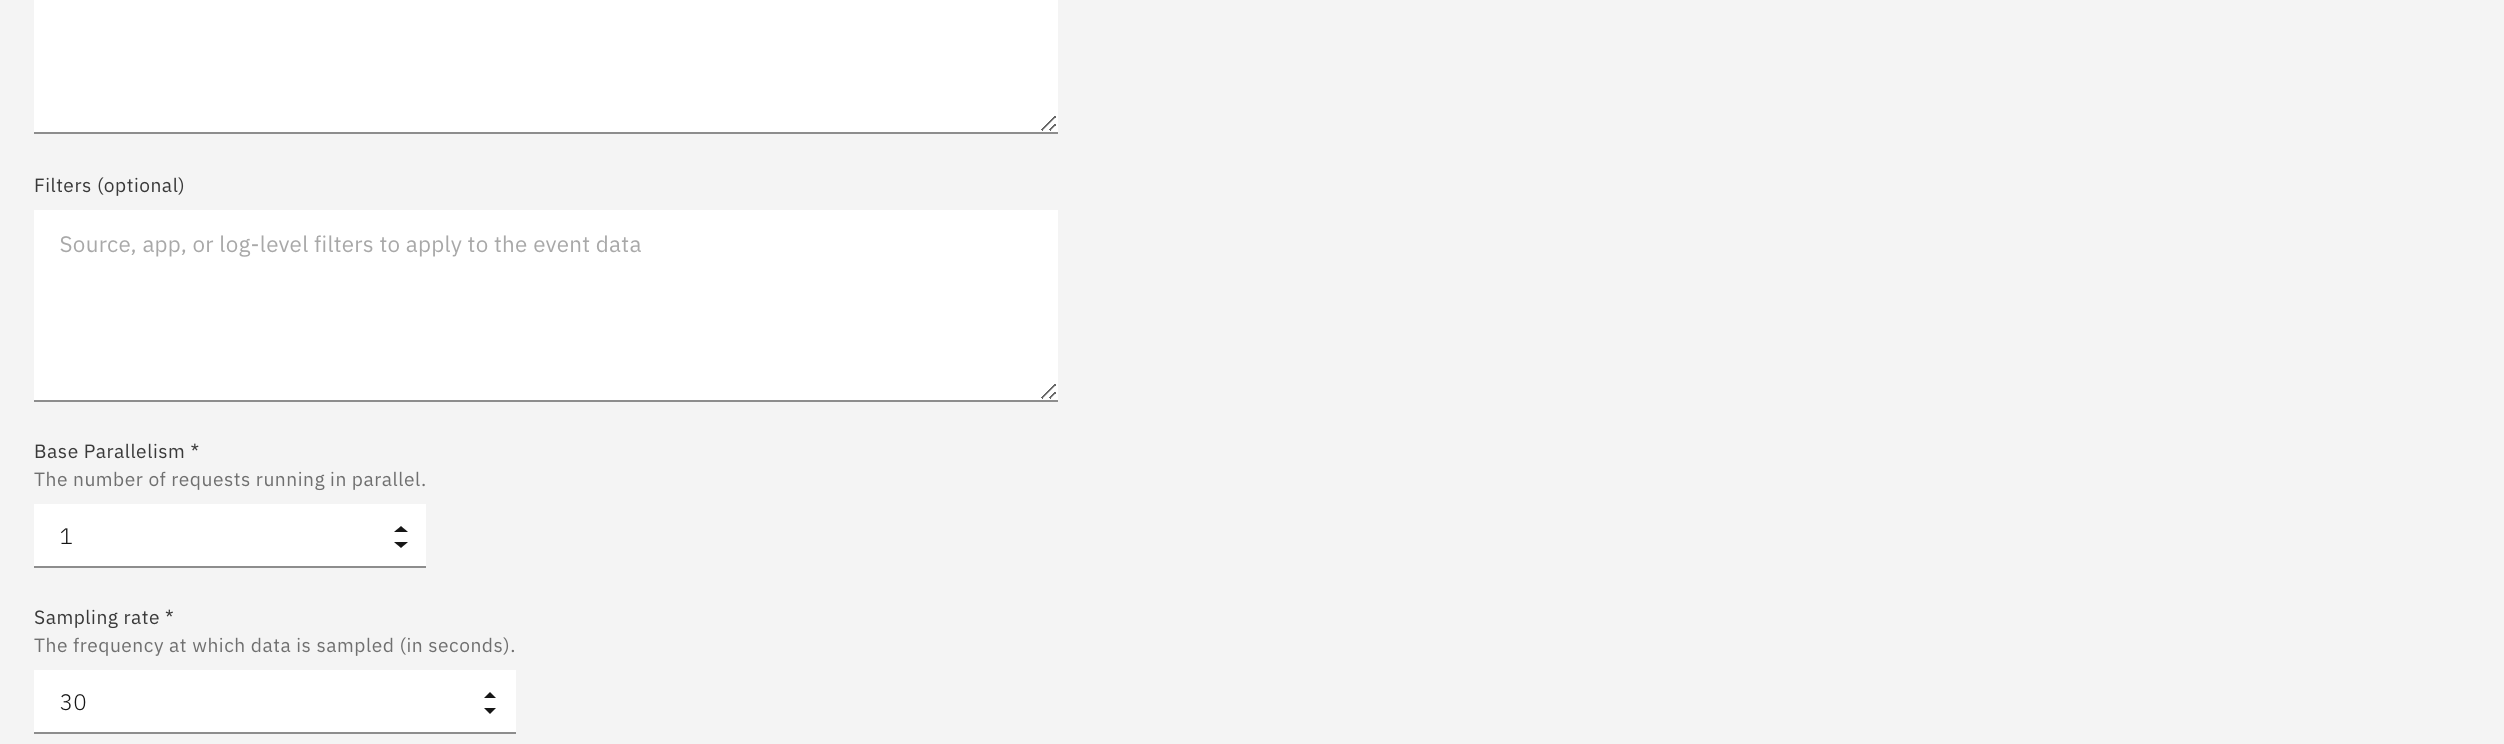 Filters (optional)
Source, app, or log-level filters to apply to the event data
Base Parallelism *
The number of requests running in parallel.
1
Sampling rate *
The frequency at which data is sampled (in seconds).
30